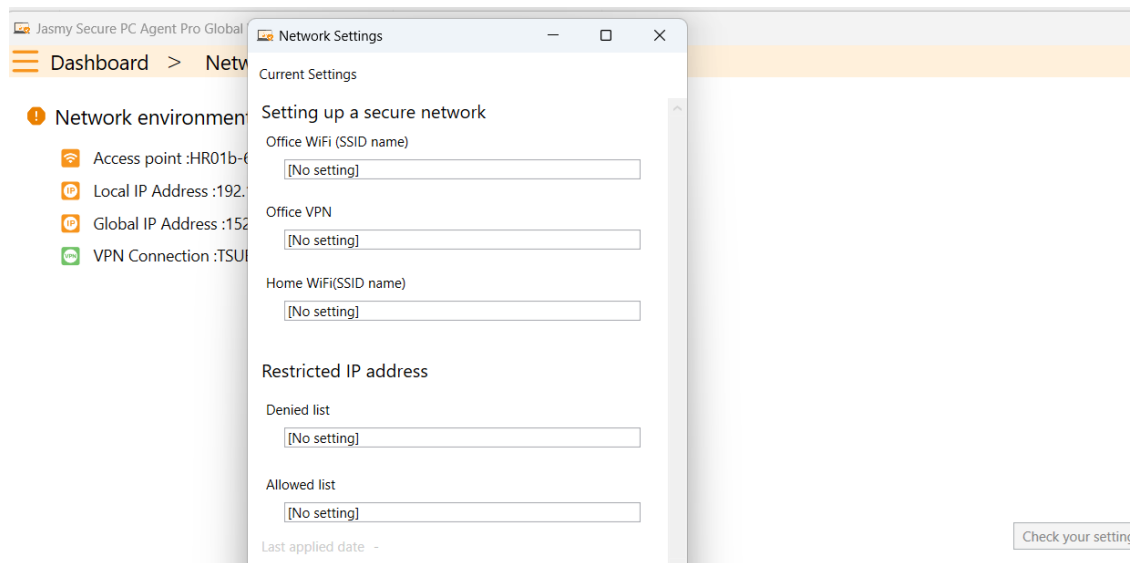 Jasmy Secure PC Agent Pro Global
Dashboard > Netw
Network environmen
Access point :HR01b-6
Local IP Address :192.
Global IP Address :152
VPN Connection :TSU
Network Settings
Current Settings
Setting up a secure network
Office WiFi (SSID name)
[No setting]
Office VPN
[No setting]
Home WiFi(SSID name)
[No setting]
Restricted IP address
Denied list
[No setting]
Allowed list
[No setting]
Last applied date -
Check your setting